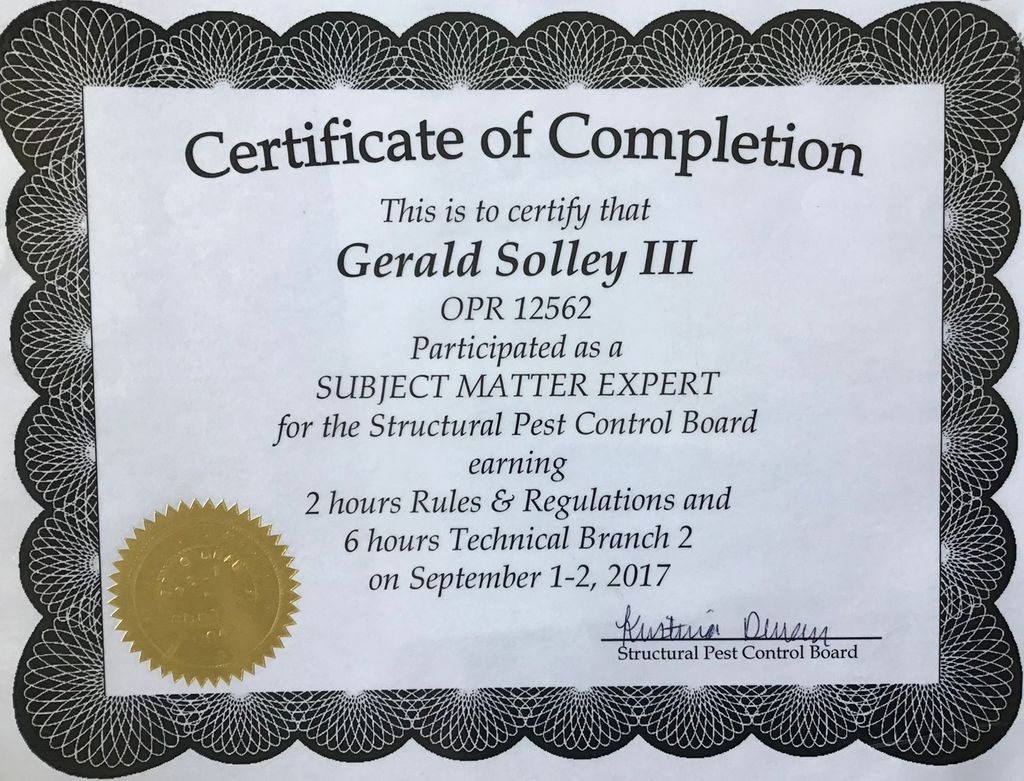 Certificate of Completion
This is to certify that
Gerald Solley III
OPR 12562
Participated as a
SUBJECT MATTER EXPERT
for the Structural Pest Control Board
earning
2 hours Rules & Regulations and
6 hours Technical Branch 2
on September 1-2, 2017
Structural Pest Control Board